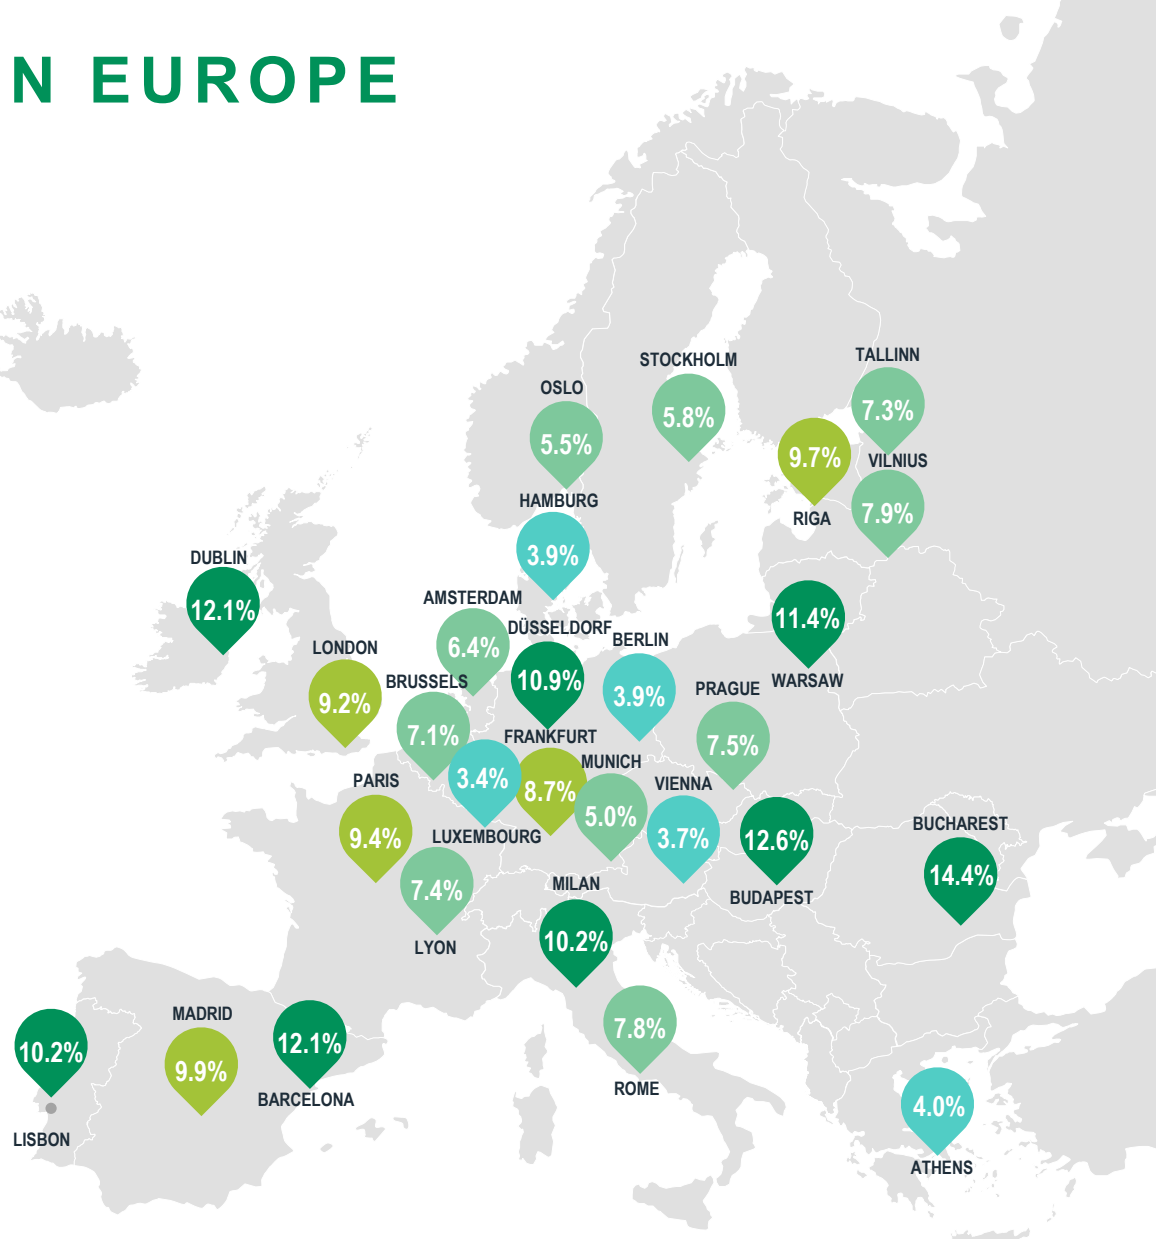 N EUROPE
STOCKHOLM
5.8%
TALLINN
7.3%
OSLO
5.5%
9.7%
RIGA
VILNIUS
7.9%
HAMBURG
3.9%
DUBLIN
12.1%
AMSTERDAM
6.4%
DÜSSELDORF
10.9%
BERLIN
3.9%
11.4%
WARSAW
LONDON
9.2%
BRUSSELS
7.1%
PRAGUE
7.5%
FRANKFURT
8.7%
3.4%
LUXEMBOURG
MUNICH
5.0%
VIENNA
3.7%
PARIS
9.4%
12.6%
BUDAPEST
BUCHAREST
14.4%
7.4%
LYON
MILAN
10.2%
10.2%
LISBON
MADRID
9.9%
12.1%
BARCELONA
7.8%
ROME
4.0%
ATHENS